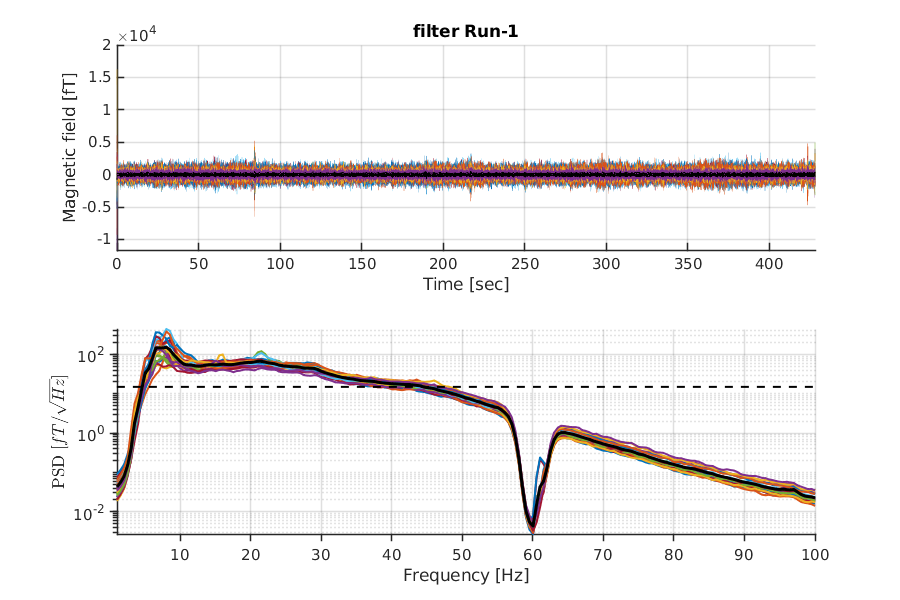 filter Run-1
×10⁴
2
1.5
1
0.5
0
-0.5
-1
Magnetic field [fT]
0 50 100 150 200 250 300 350 400
Time [sec]
10²
10⁰
10⁻²
PSD [fT/√Hz]
10 20 30 40 50 60 70 80 90 100
Frequency [Hz]